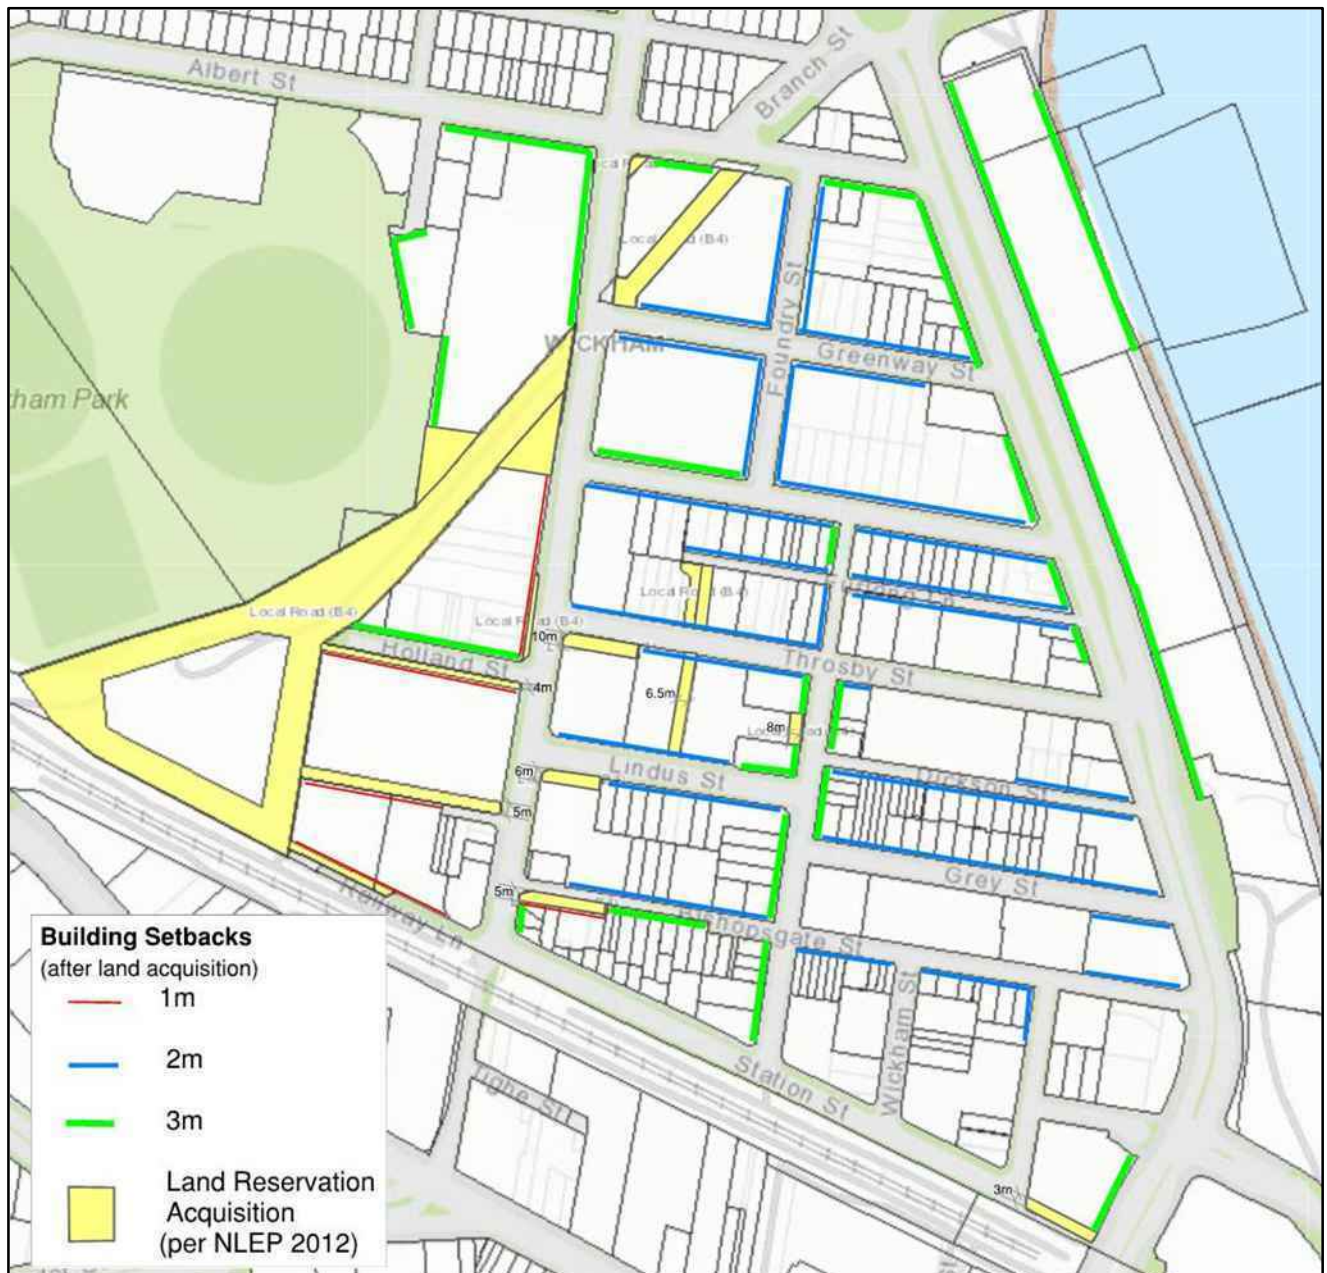 Albert St
Branch St
Local Road (B4)
Foundry St
WICKHAM
Greenway St
ham Park
Furlong Ln
Local Road (B4)
Local Road (B4)
Local Road (B4)
10m
Holland St
Throsby St
4m
6.5m
8m
Lindus St
6m
Dickson St
5m
Grey St
5m
Bishopsgate St
Railway Ln
Wickham St
Station St
Tighe St
3m
Building Setbacks
(after land acquisition)
1m
2m
3m
Land Reservation
Acquisition
(per NLEP 2012)